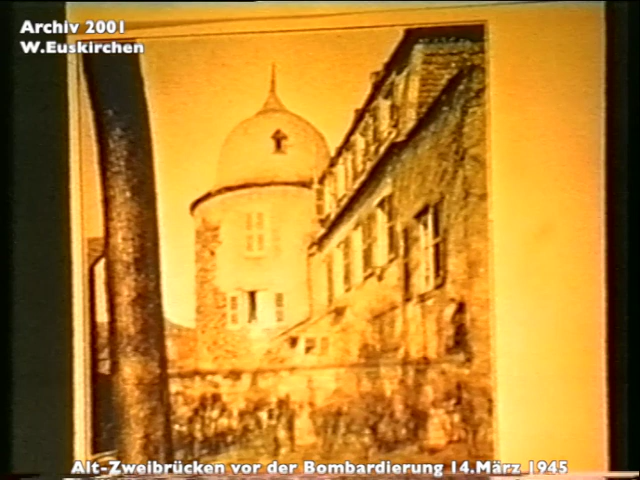 Archiv 2001
W.Euskirchen
Alt-Zweibrücken vor der Bombardierung 14.März 1945